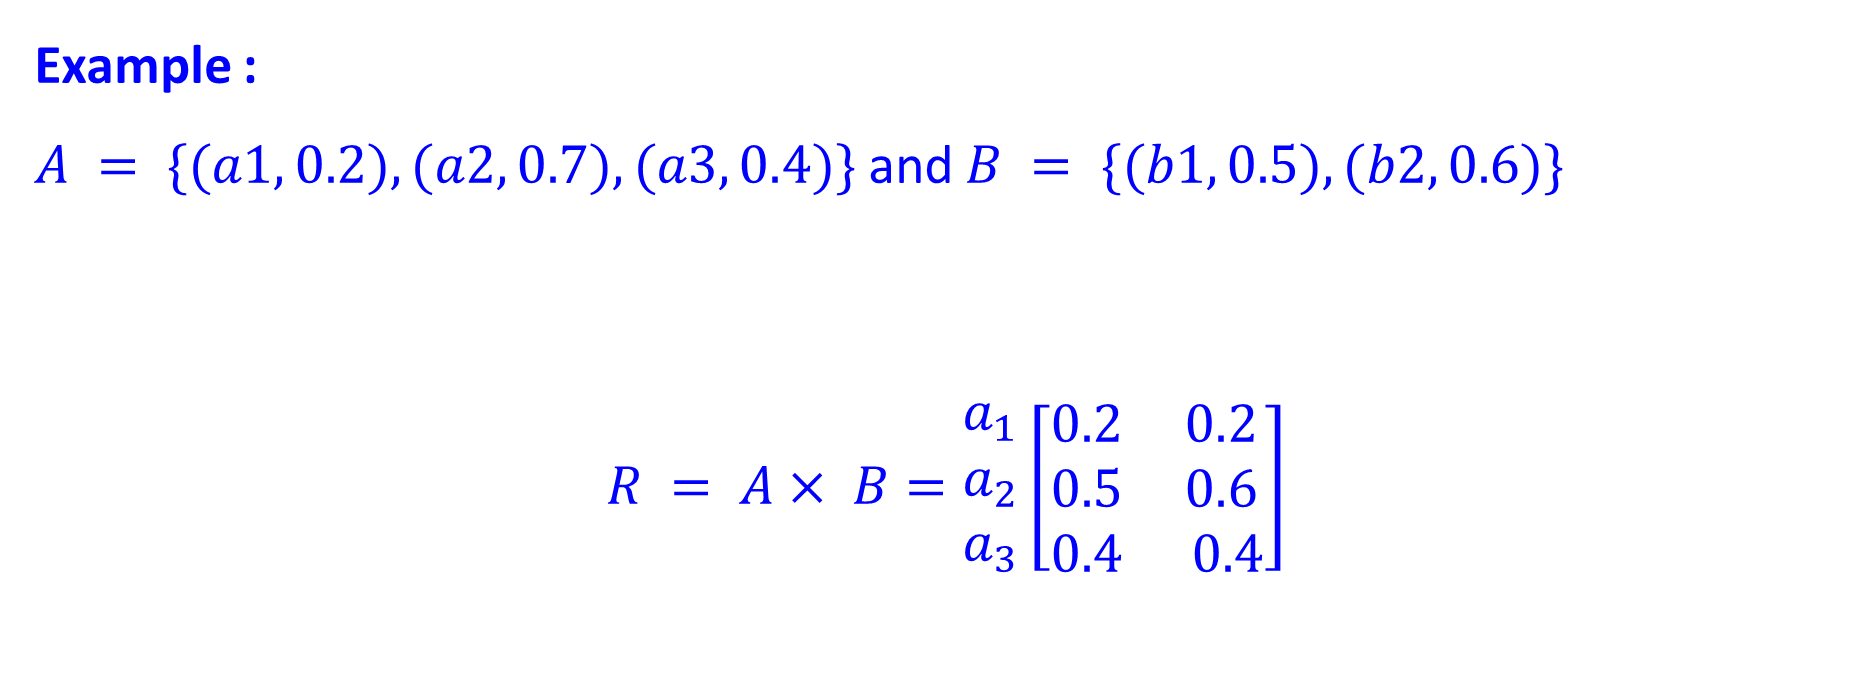 Example :
A = {(a1, 0.2), (a2, 0.7), (a3, 0.4)} and B = {(b1, 0.5), (b2, 0.6)}
a₁ [0.2 0.2]
R = A × B = a₂ [0.5 0.6]
a₃ [0.4 0.4]